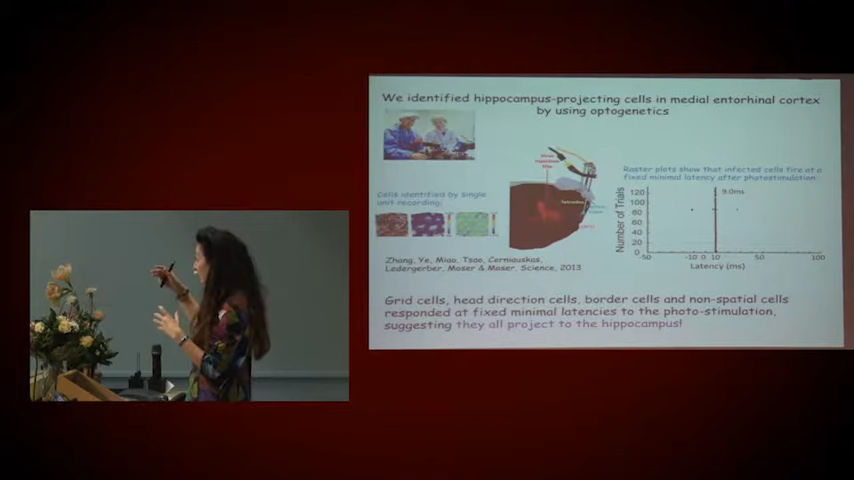 We identified hippocampus-projecting cells in medial entorhinal cortex
by using optogenetics
Cells identified by single
unit recording:
Raster plots show that infected cells fire at a
fixed minimal latency after photostimulation
9.0ms
Number of Trials
120
100
80
60
40
20
0
-50
-10
0
10
50
100
Latency (ms)
Zhang, Ye, Miao, Tsao, Cerniauskas,
Ledergerber, Moser & Moser. Science, 2013
Grid cells, head direction cells, border cells and non-spatial cells
responded at fixed minimal latencies to the photo-stimulation,
suggesting they all project to the hippocampus!